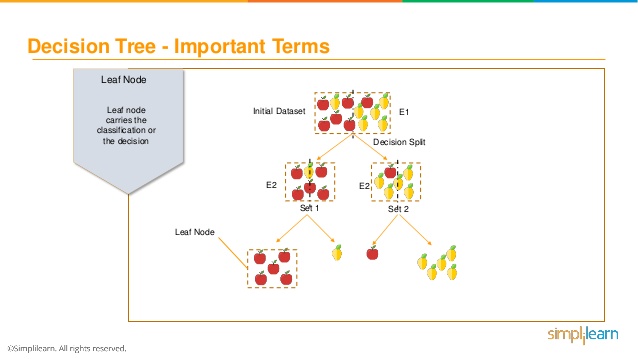 Decision Tree - Important Terms
Leaf Node
Leaf node
carries the
classification or
the decision
Initial Dataset
E1
Decision Split
E2
E2
Set 1
Set 2
Leaf Node
simplilearn
©Simplilearn. All rights reserved.